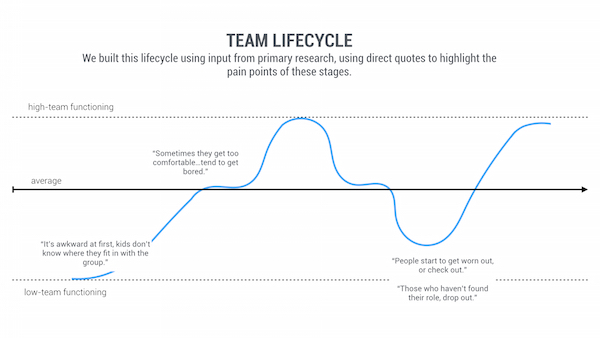 TEAM LIFECYCLE
We built this lifecycle using input from primary research, using direct quotes to highlight the
pain points of these stages.
high-team functioning
“Sometimes they get too
comfortable...tend to get
bored.”
average
“It’s awkward at first, kids don’t
know where they fit in with the
group.”
“People start to get worn out,
or check out.”
low-team functioning
“Those who haven’t found
their role, drop out.”